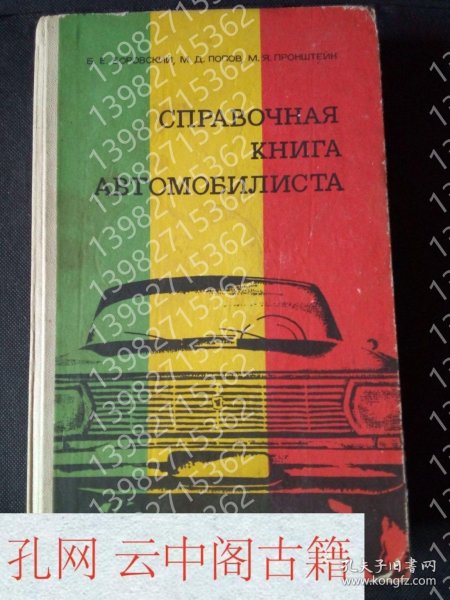 Б. Е. БОРОВСКИЙ, М. Д. ПОПОВ, М. Я. ПРОНШТЕЙН
СПРАВОЧНАЯ
КНИГА
АВТОМОБИЛИСТА
13982715362
孔网 云中阁古籍
孔夫子旧书网
www.kongfz.com